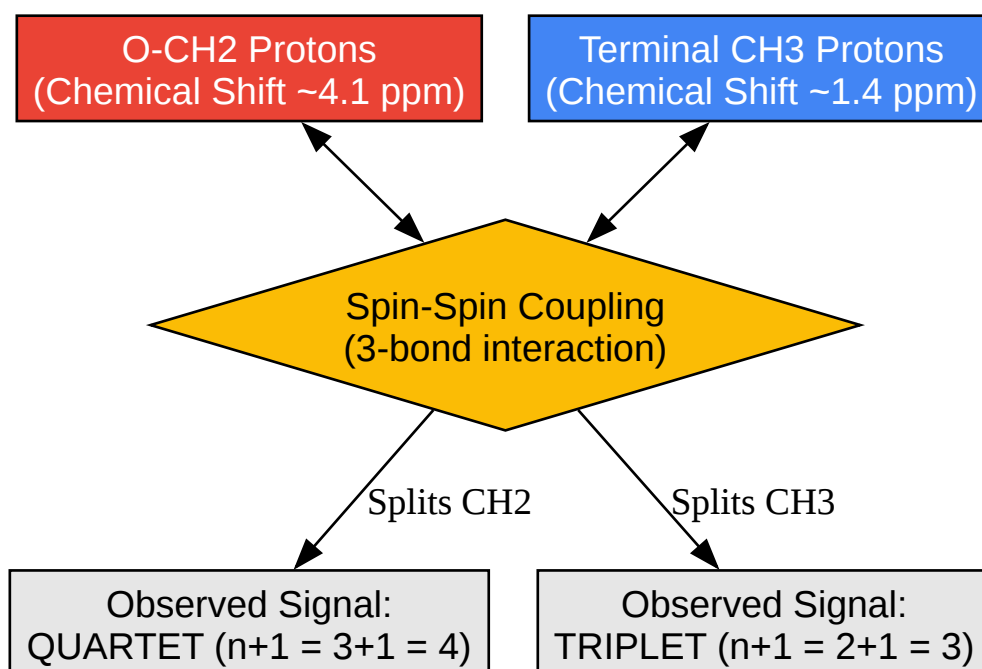 O-CH2 Protons
(Chemical Shift ~4.1 ppm)
Terminal CH3 Protons
(Chemical Shift ~1.4 ppm)
Spin-Spin Coupling
(3-bond interaction)
Splits CH2
Splits CH3
Observed Signal:
QUARTET (n+1 = 3+1 = 4)
Observed Signal:
TRIPLET (n+1 = 2+1 = 3)